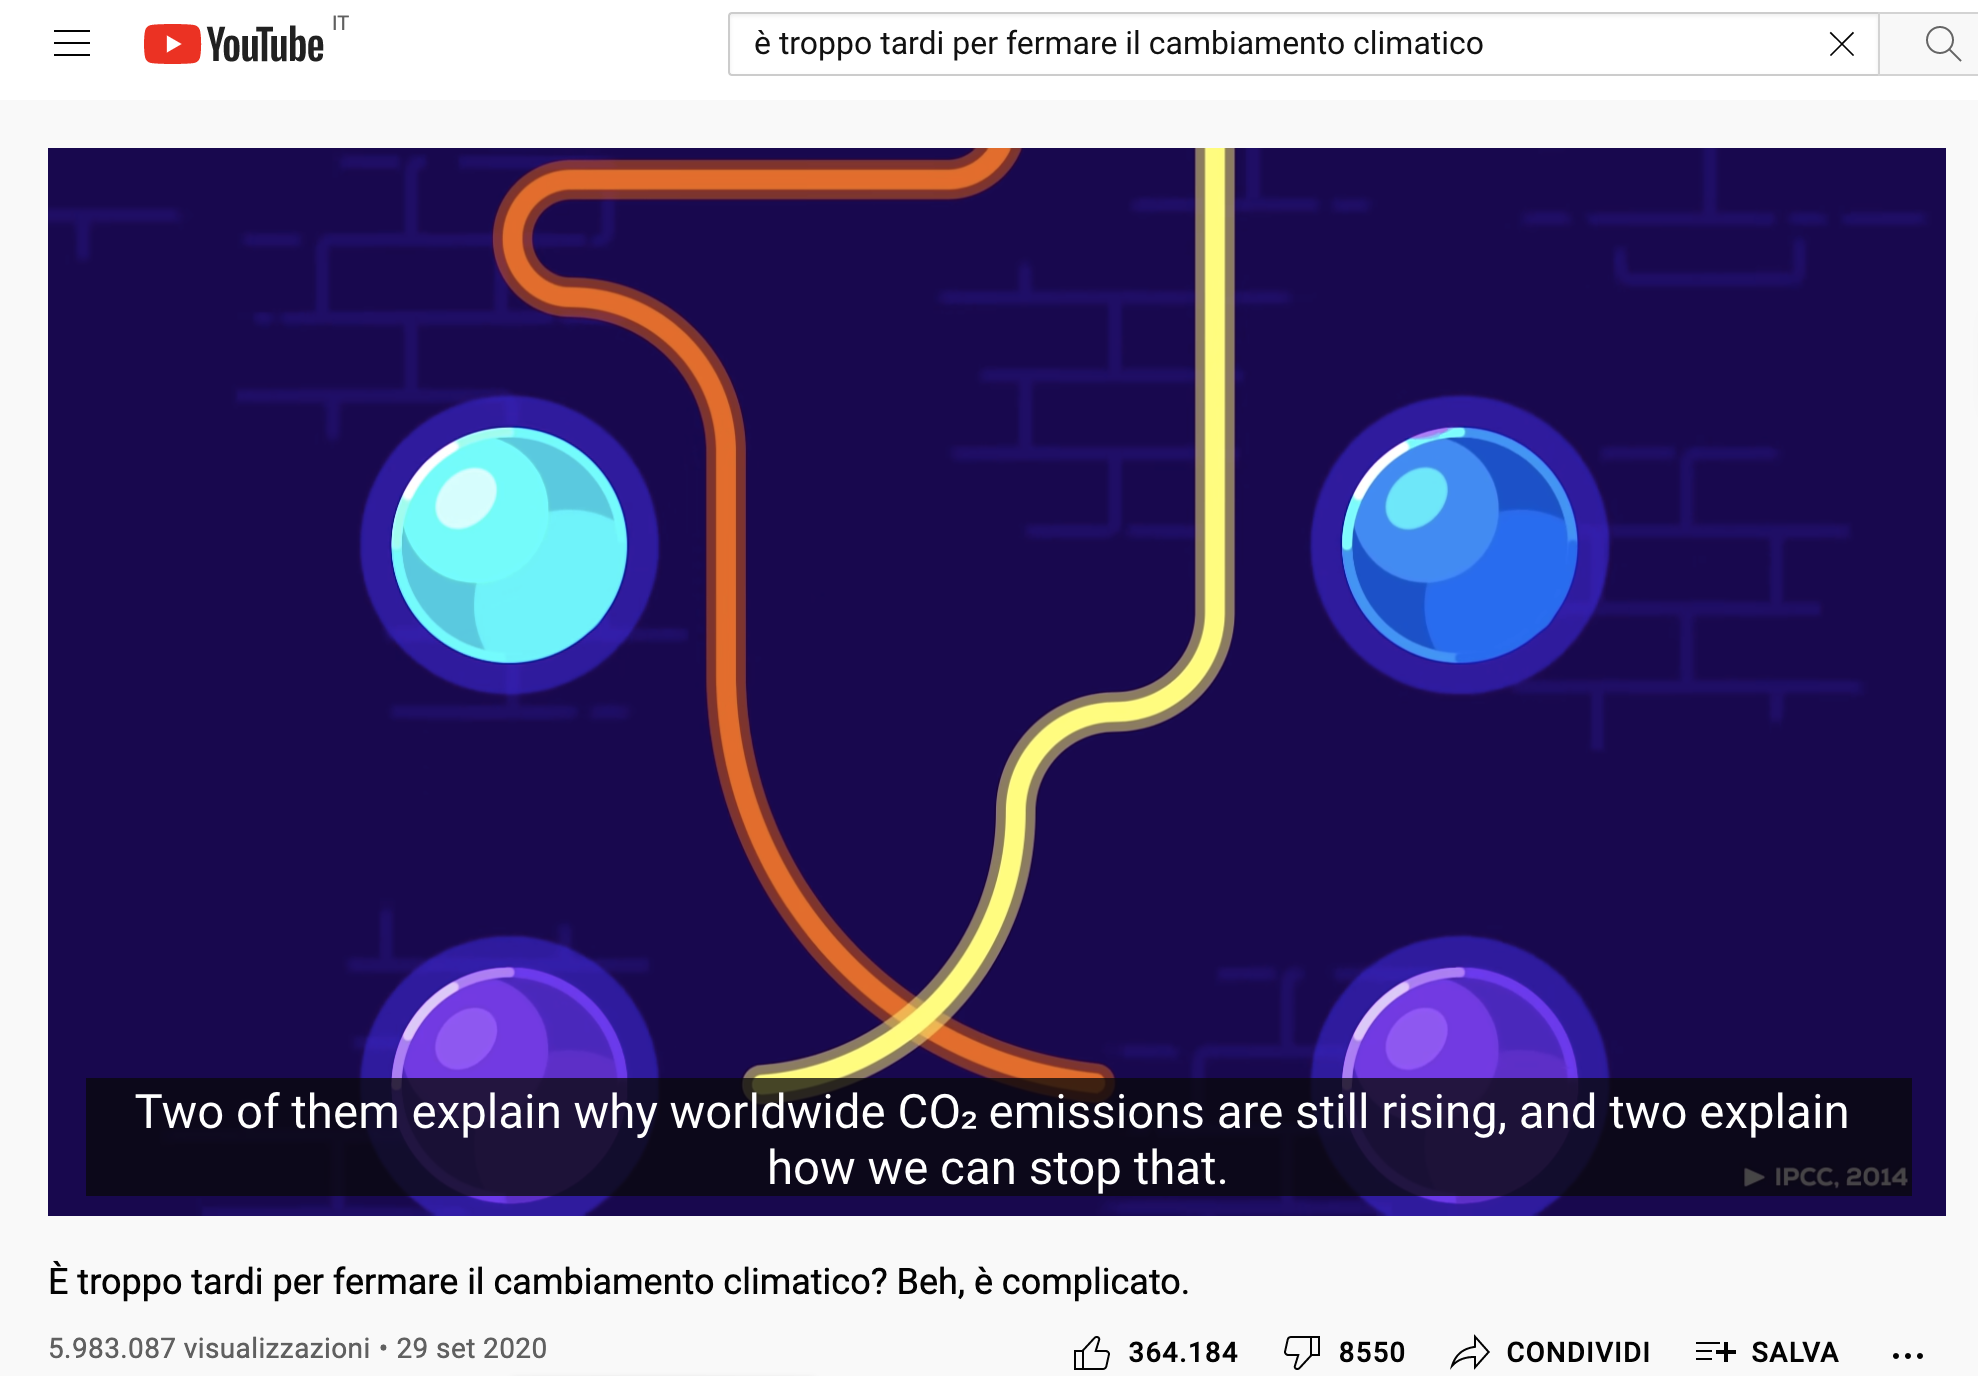 YouTube IT
è troppo tardi per fermare il cambiamento climatico
Two of them explain why worldwide CO₂ emissions are still rising, and two explain
how we can stop that.
▶ IPCC, 2014
È troppo tardi per fermare il cambiamento climatico? Beh, è complicato.
5.983.087 visualizzazioni • 29 set 2020
364.184 8550 CONDIVIDI SALVA